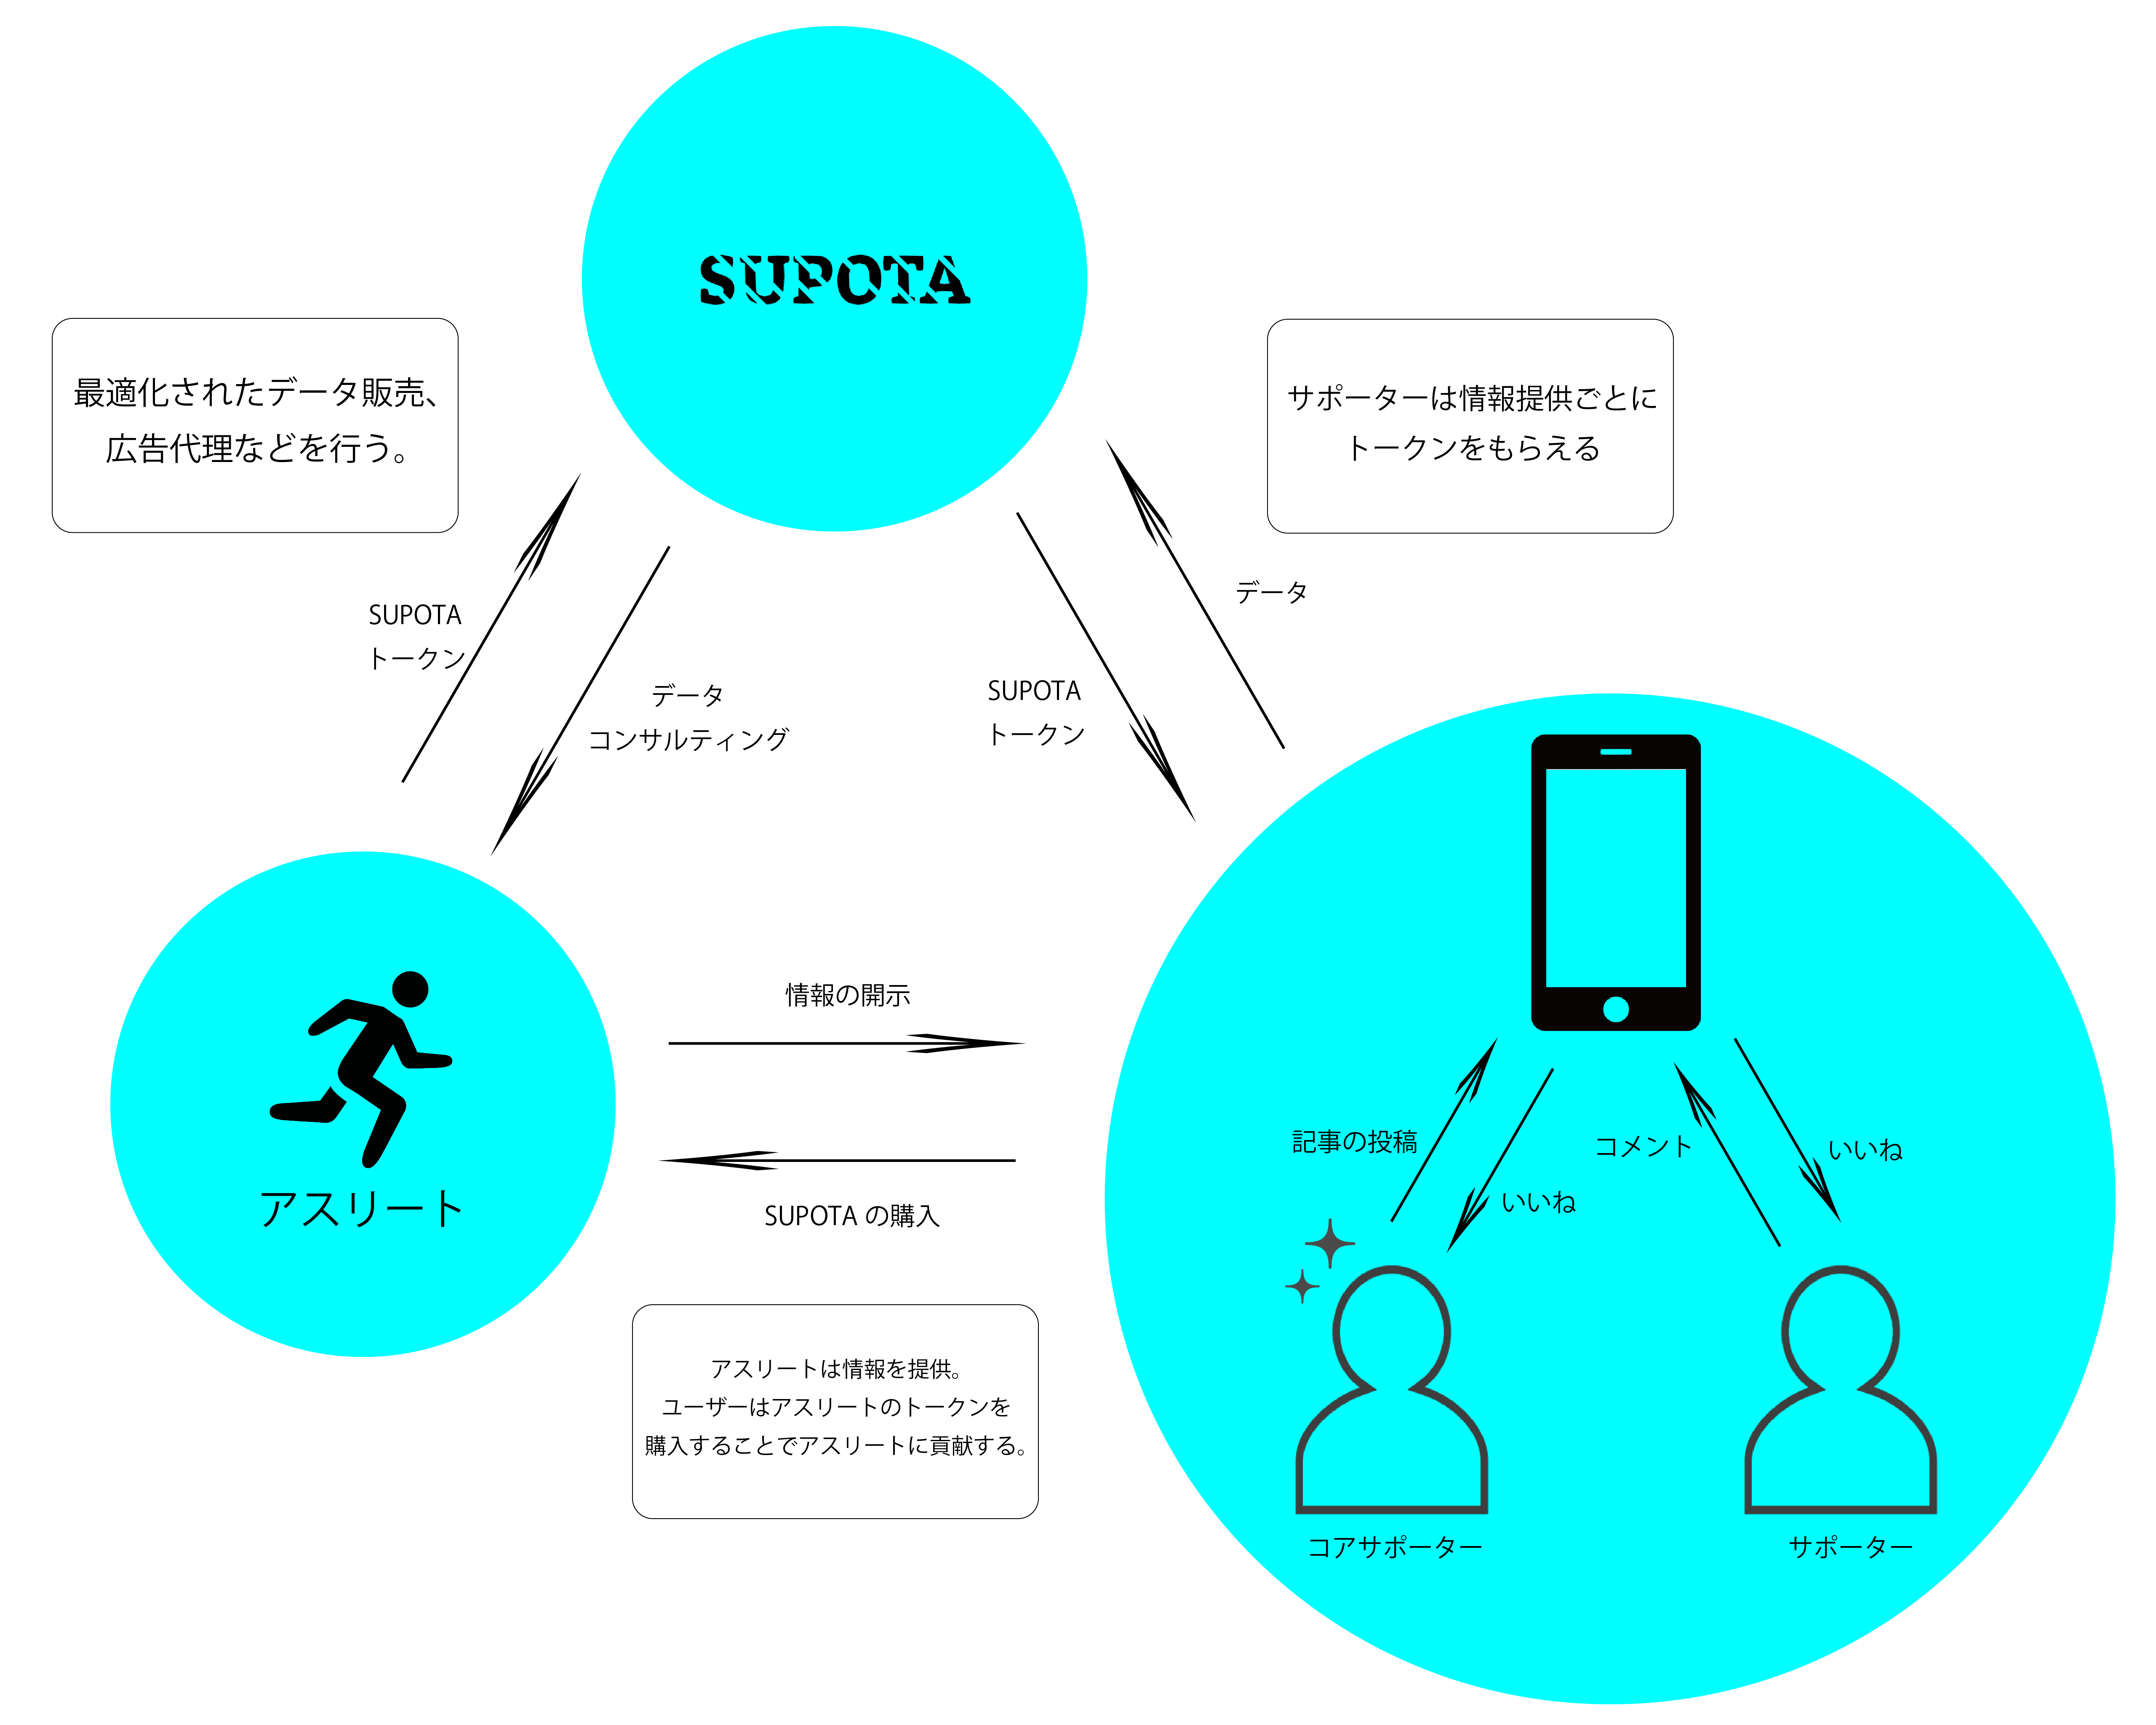 SUPOTA
最適化されたデータ販売、
広告代理などを行う。
サポーターは情報提供ごとに
トークンをもらえる
SUPOTA
トークン
データ
コンサルティング
SUPOTA
トークン
データ
アスリート
情報の開示
SUPOTA の購入
アスリートは情報を提供。
ユーザーはアスリートのトークンを
購入することでアスリートに貢献する。
記事の投稿
いいね
コメント
いいね
コアサポーター
サポーター